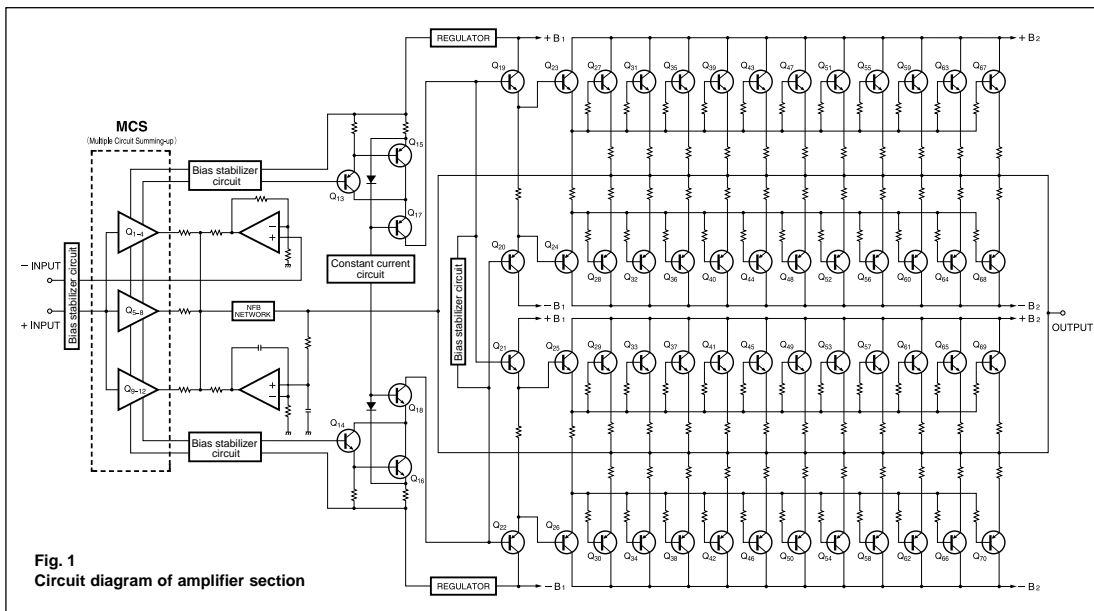 REGULATOR
+ B1
+ B2
Q19
Q23
Q27
Q31
Q35
Q39
Q43
Q47
Q51
Q55
Q59
Q63
Q67
MCS
(Multiple Circuit Summing-up)
Bias stabilizer
circuit
Q15
Q13
Q17
Q1–4
− INPUT
+ INPUT
Bias stabilizer circuit
Constant current
circuit
Q5–8
NFB
NETWORK
Bias stabilizer circuit
Q20
Q24
Q28
Q32
Q36
Q40
Q44
Q48
Q52
Q56
Q60
Q64
Q68
− B1
− B2
+ B1
+ B2
OUTPUT
Q21
Q25
Q29
Q33
Q37
Q41
Q45
Q49
Q53
Q57
Q61
Q65
Q69
Q9–12
Q18
Q14
Q16
Bias stabilizer
circuit
Q22
Q26
Q30
Q34
Q38
Q42
Q46
Q50
Q54
Q58
Q62
Q66
Q70
REGULATOR
− B1
− B2
Fig. 1
Circuit diagram of amplifier section